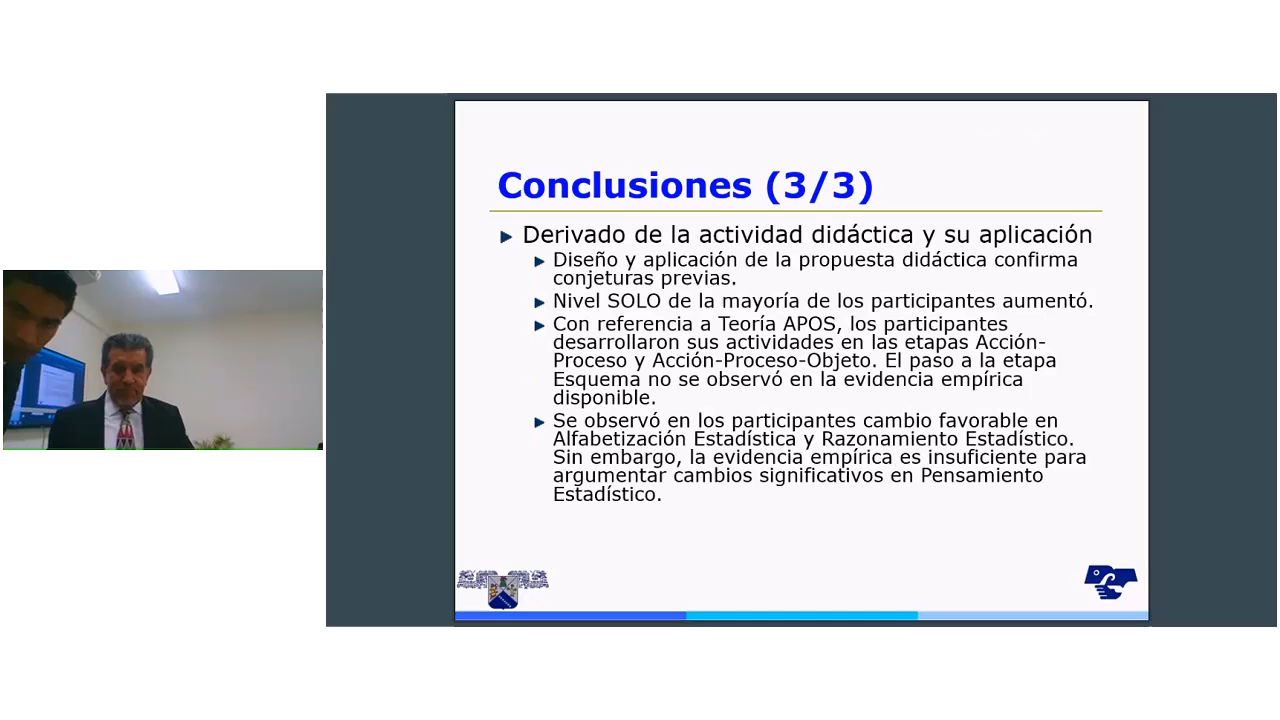 Conclusiones (3/3)
Derivado de la actividad didáctica y su aplicación
Diseño y aplicación de la propuesta didáctica confirma
conjeturas previas.
Nivel SOLO de la mayoría de los participantes aumentó.
Con referencia a Teoría APOS, los participantes
desarrollaron sus actividades en las etapas Acción-
Proceso y Acción-Proceso-Objeto. El paso a la etapa
Esquema no se observó en la evidencia empírica
disponible.
Se observó en los participantes cambio favorable en
Alfabetización Estadística y Razonamiento Estadístico.
Sin embargo, la evidencia empírica es insuficiente para
argumentar cambios significativos en Pensamiento
Estadístico.